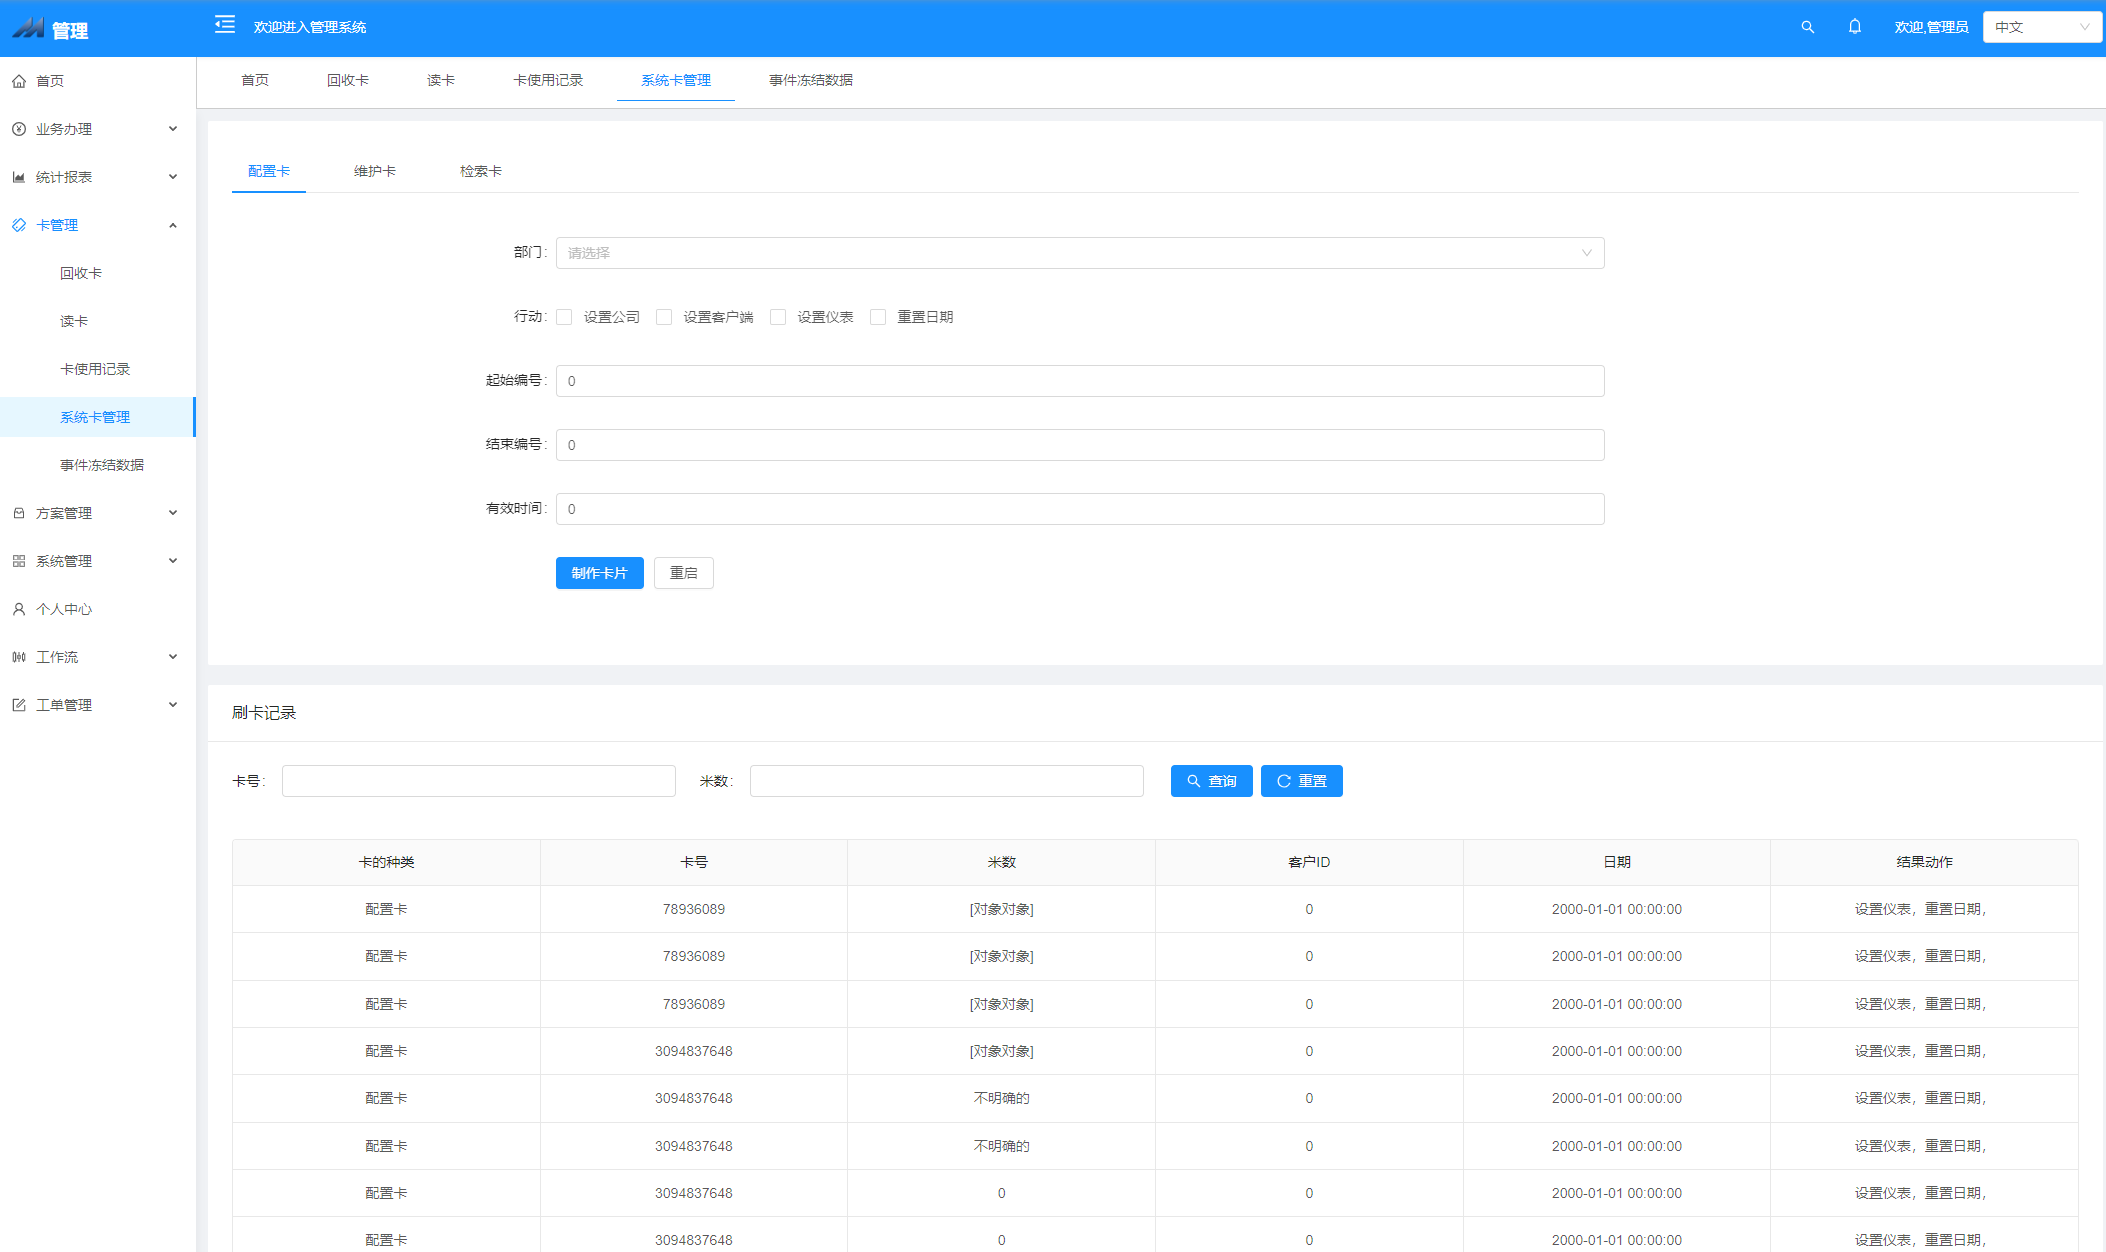 管理
欢迎进入管理系统
欢迎,管理员
中文
首页
业务办理
统计报表
卡管理
回收卡
读卡
卡使用记录
系统卡管理
事件冻结数据
方案管理
系统管理
个人中心
工作流
工单管理
首页 回收卡 读卡 卡使用记录 系统卡管理 事件冻结数据
配置卡 维护卡 检索卡
部门: 请选择
行动: 设置公司 设置客户端 设置仪表 重置日期
起始编号: 0
结束编号: 0
有效时间: 0
制作卡片 重启
刷卡记录
卡号: 米数: 查询 重置
卡的种类 卡号 米数 客户ID 日期 结果动作
配置卡 78936089 [对象对象] 0 2000-01-01 00:00:00 设置仪表，重置日期，
配置卡 78936089 [对象对象] 0 2000-01-01 00:00:00 设置仪表，重置日期，
配置卡 78936089 [对象对象] 0 2000-01-01 00:00:00 设置仪表，重置日期，
配置卡 3094837648 [对象对象] 0 2000-01-01 00:00:00 设置仪表，重置日期，
配置卡 3094837648 不明确的 0 2000-01-01 00:00:00 设置仪表，重置日期，
配置卡 3094837648 不明确的 0 2000-01-01 00:00:00 设置仪表，重置日期，
配置卡 3094837648 0 0 2000-01-01 00:00:00 设置仪表，重置日期，
配置卡 3094837648 0 0 2000-01-01 00:00:00 设置仪表，重置日期，